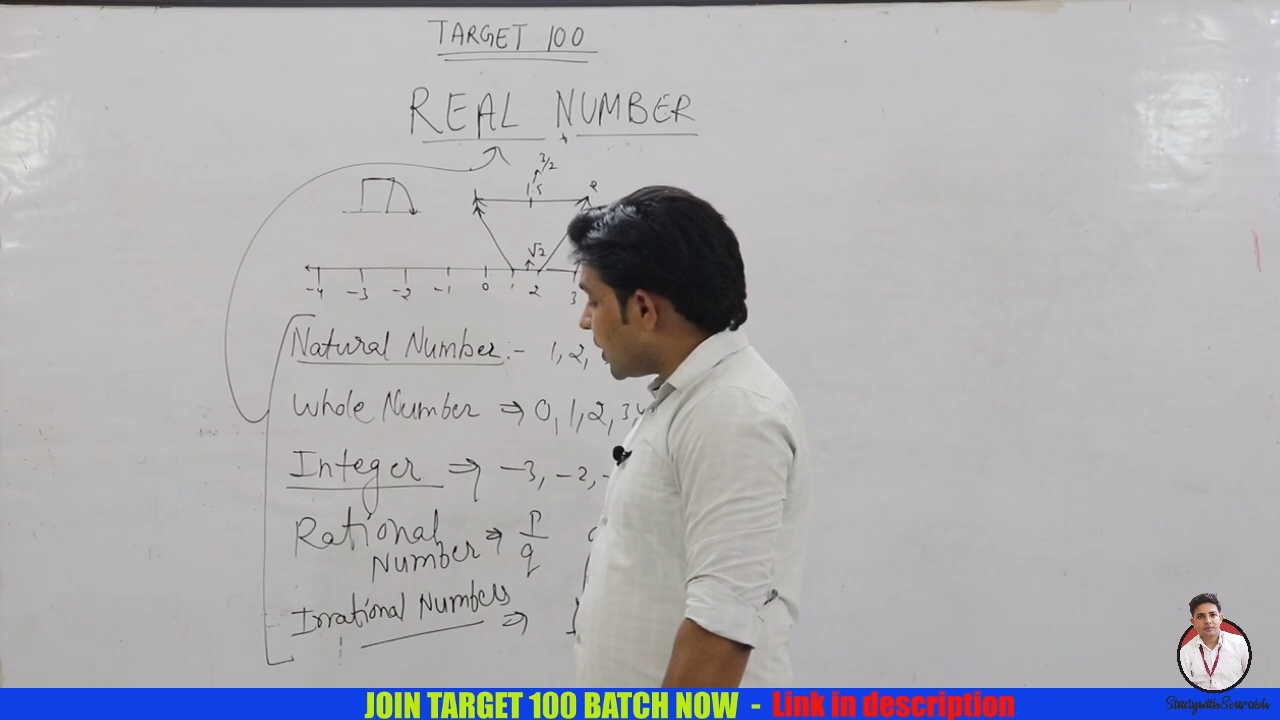 TARGET 100
REAL NUMBER
3/2
1.5
√2
-4 -3 -2 -1 0 1 2 3
Natural Number :- 1, 2,
Whole Number ⇒ 0, 1, 2, 3, 4
Integer ⇒ -3, -2, -
Rational Number ⇒ p/q
Irrational Numbers ⇒
JOIN TARGET 100 BATCH NOW - Link in description
StudywithSourabh